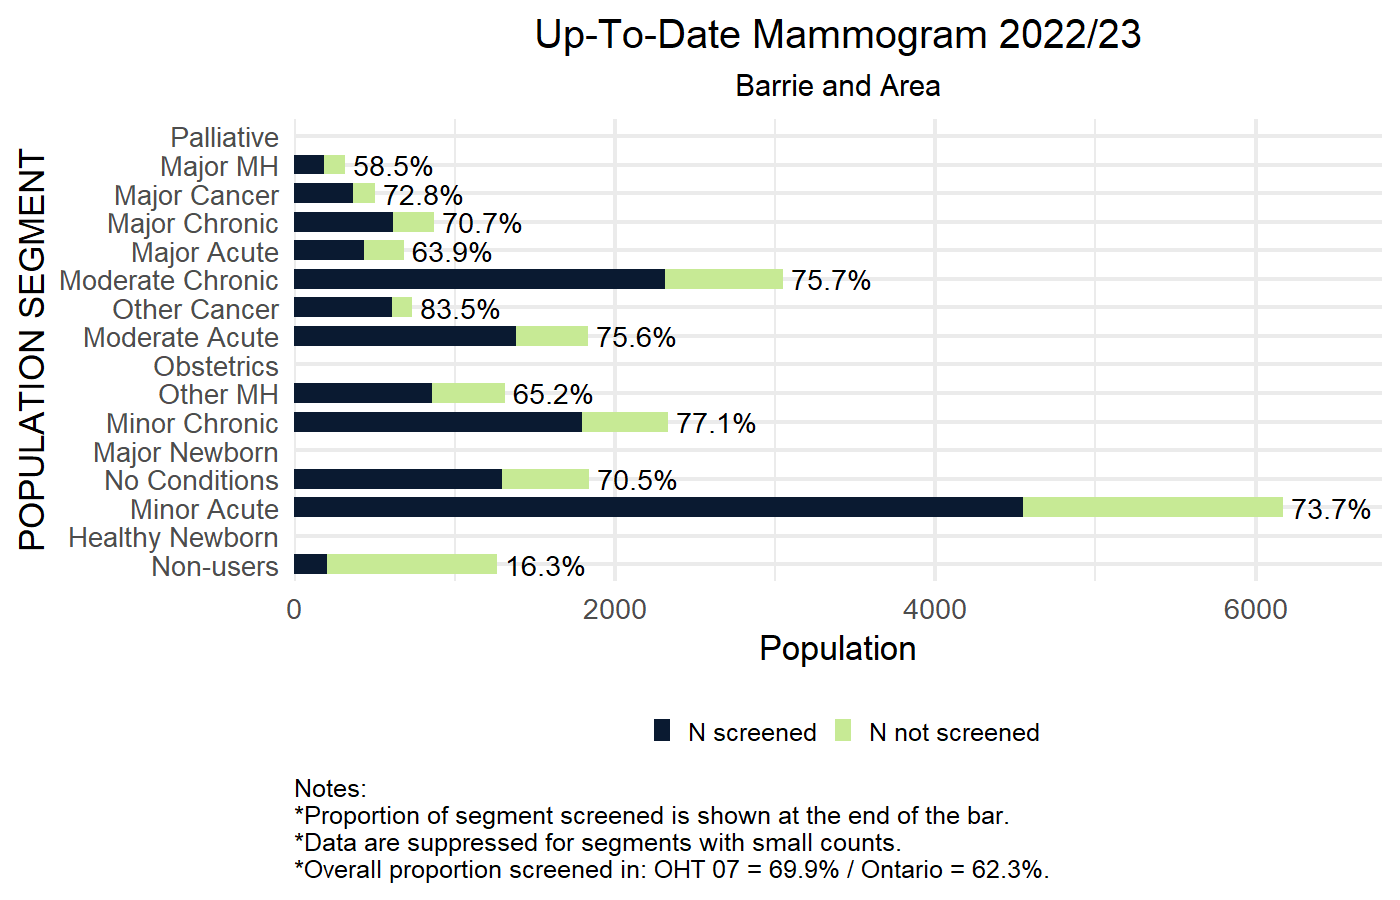 Up-To-Date Mammogram 2022/23
Barrie and Area
POPULATION SEGMENT
Palliative
Major MH 58.5%
Major Cancer 72.8%
Major Chronic 70.7%
Major Acute 63.9%
Moderate Chronic 75.7%
Other Cancer 83.5%
Moderate Acute 75.6%
Obstetrics
Other MH 65.2%
Minor Chronic 77.1%
Major Newborn
No Conditions 70.5%
Minor Acute 73.7%
Healthy Newborn
Non-users 16.3%
0 2000 4000 6000
Population
N screened N not screened
Notes:
*Proportion of segment screened is shown at the end of the bar.
*Data are suppressed for segments with small counts.
*Overall proportion screened in: OHT 07 = 69.9% / Ontario = 62.3%.